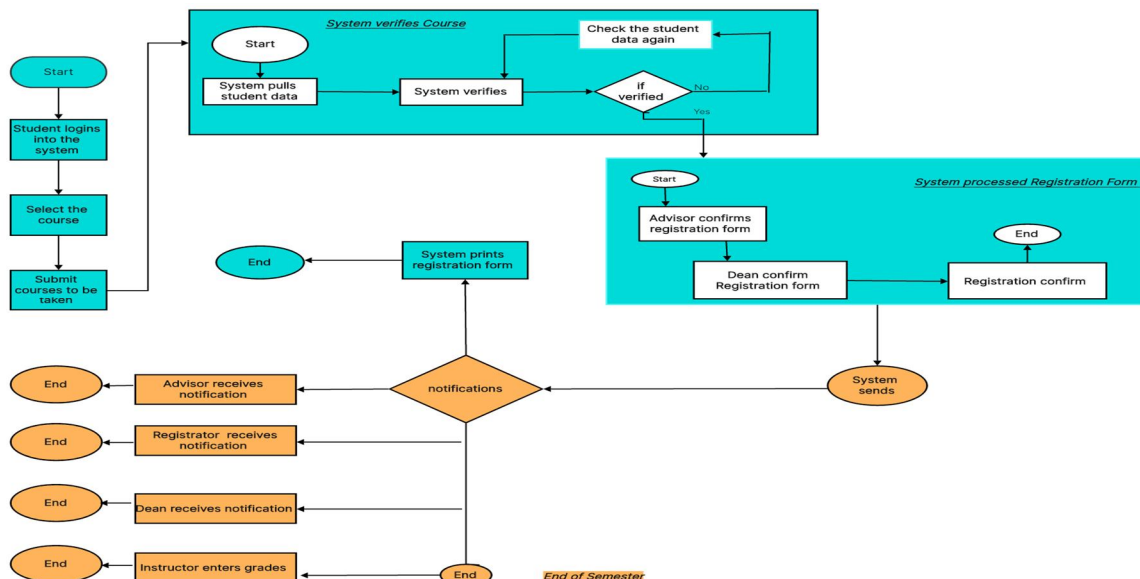 System verifies Course
Start
Check the student
data again
Start
System pulls
student data
System verifies
if
verified
No
Yes
Student logins
into the
system
Select the
course
Submit
courses to be
taken
System processed Registration Form
Start
Advisor confirms
registration form
End
Dean confirm
Registration form
Registration confirm
System prints
registration form
End
System
sends
notifications
Advisor receives
notification
End
Registrator receives
notification
End
Dean receives notification
End
Instructor enters grades
End
End
End of Semester